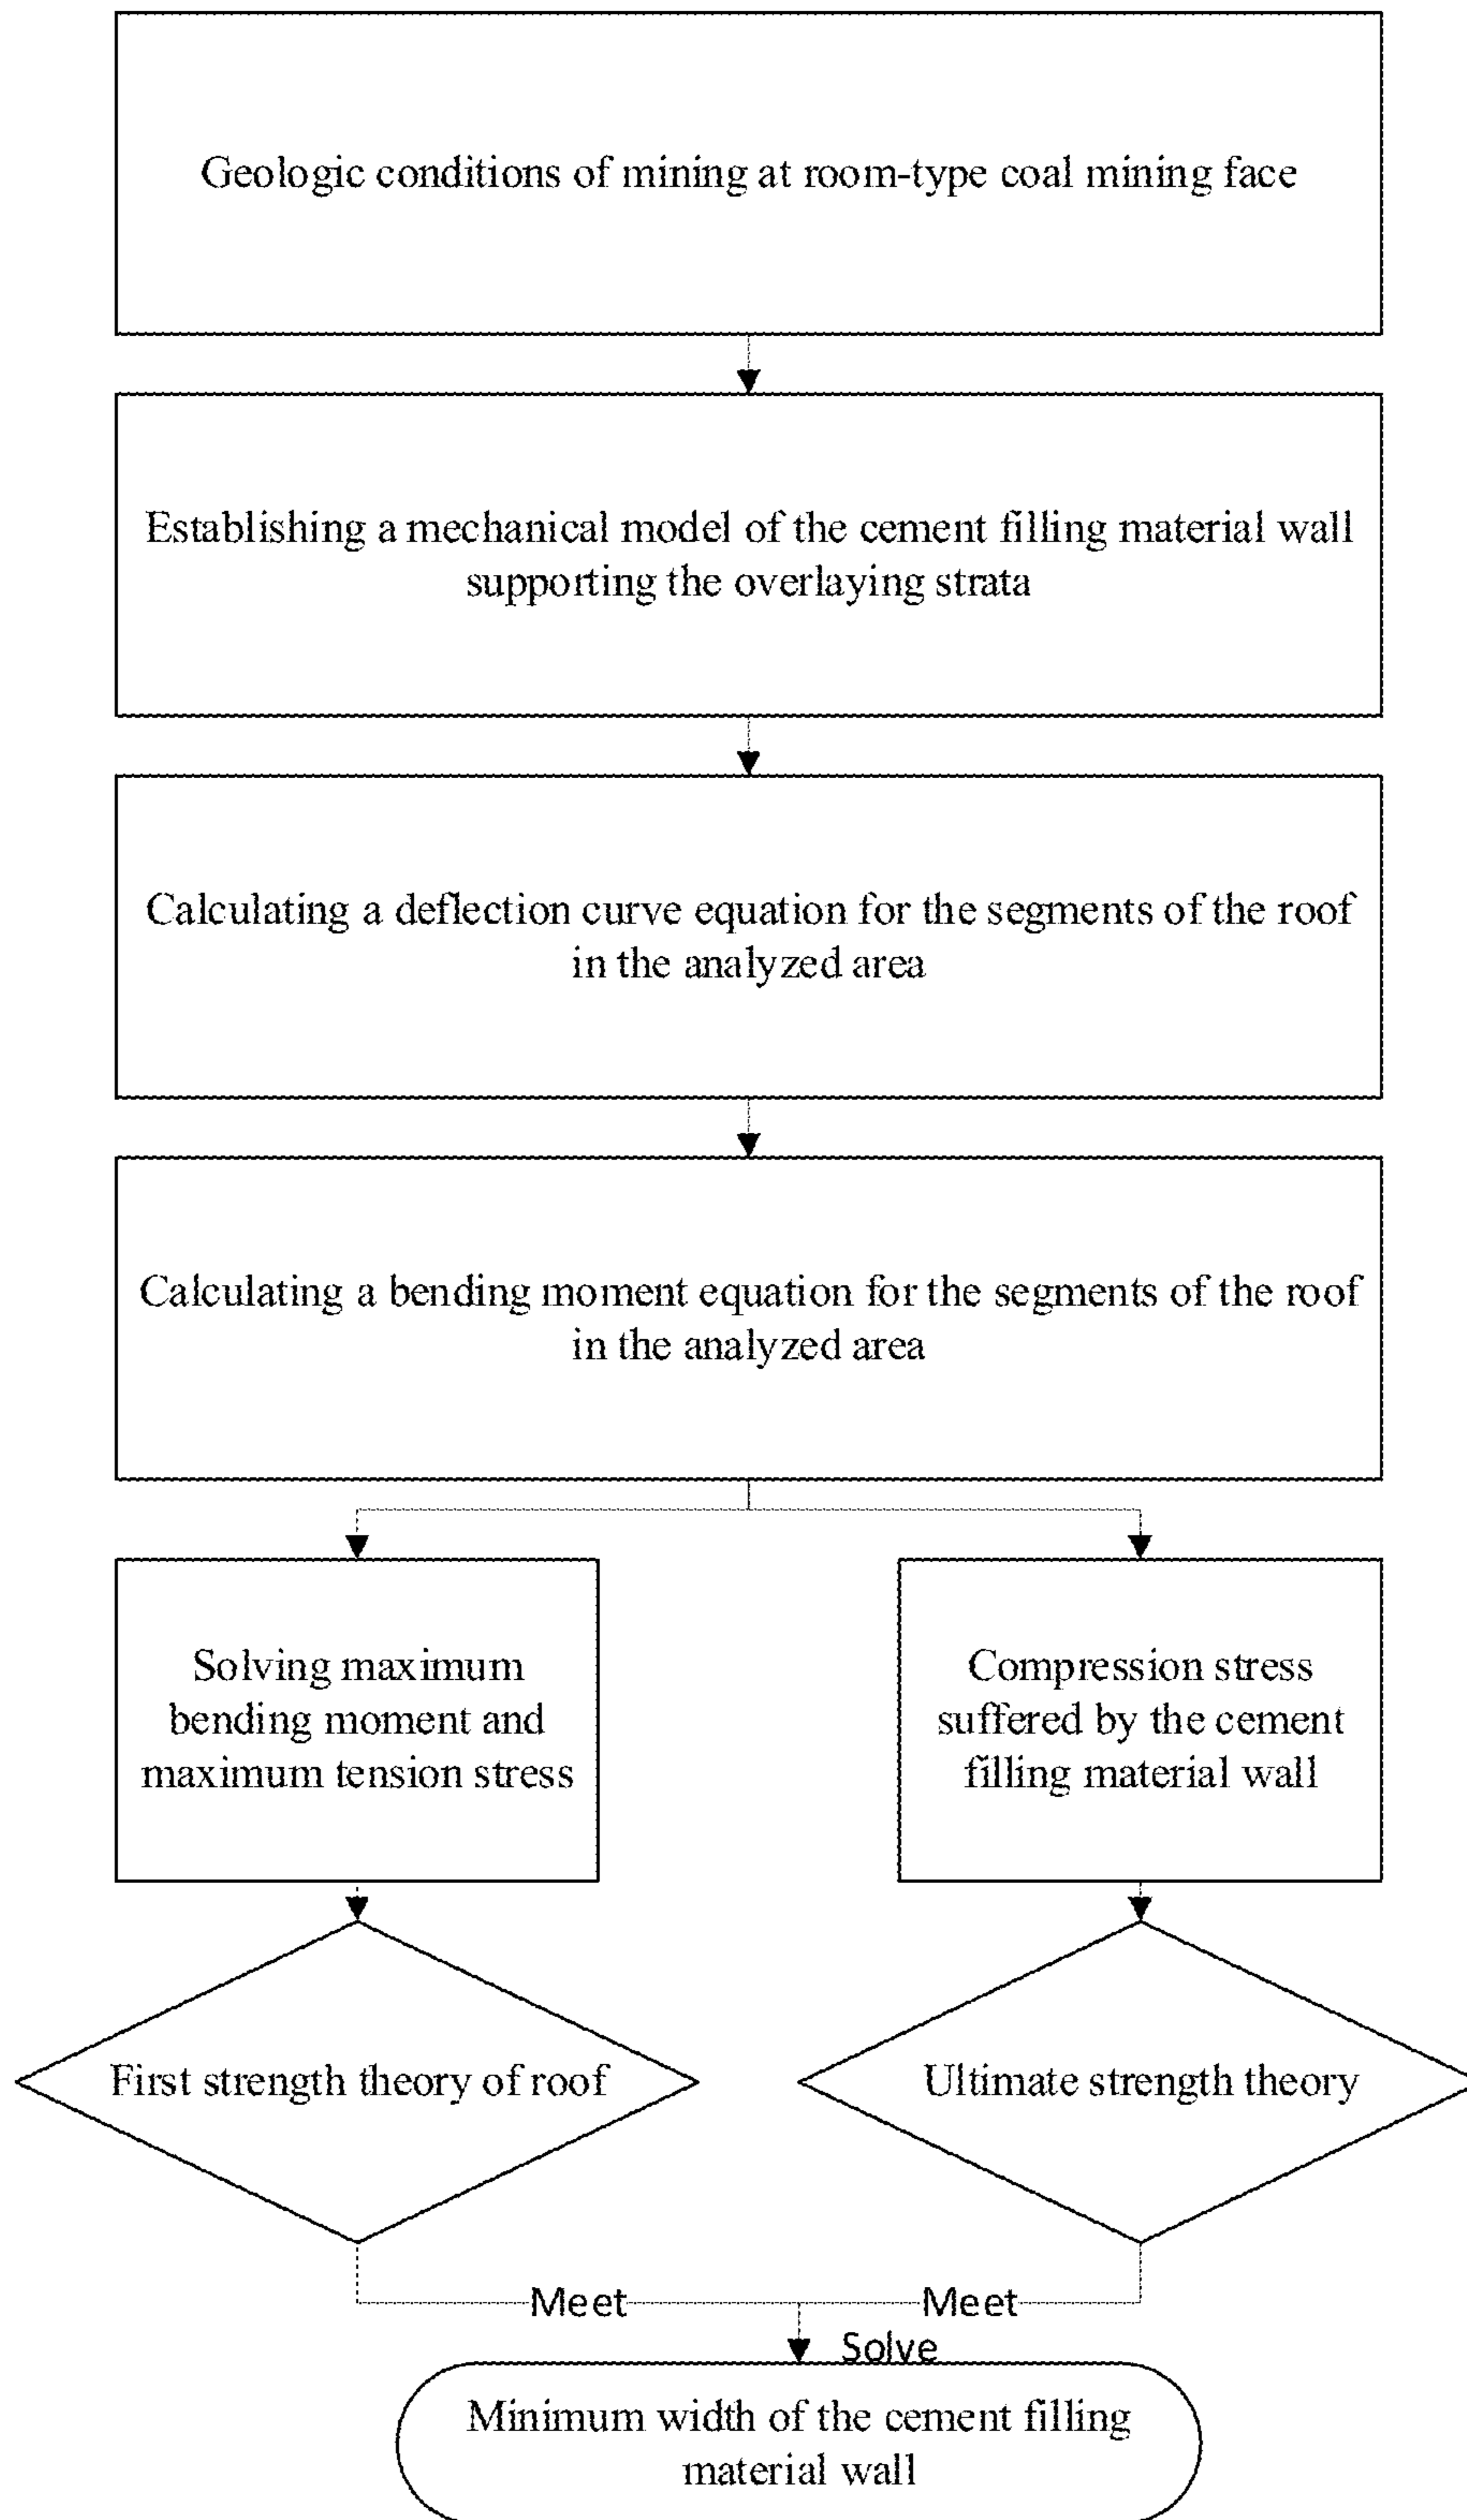 Geologic conditions of mining at room-type coal mining face
Establishing a mechanical model of the cement filling material wall
supporting the overlaying strata
Calculating a deflection curve equation for the segments of the roof
in the analyzed area
Calculating a bending moment equation for the segments of the roof
in the analyzed area
Solving maximum
bending moment and
maximum tension stress
Compression stress
suffered by the cement
filling material wall
First strength theory of roof
Ultimate strength theory
Meet
Meet
Solve
Minimum width of the cement filling
material wall